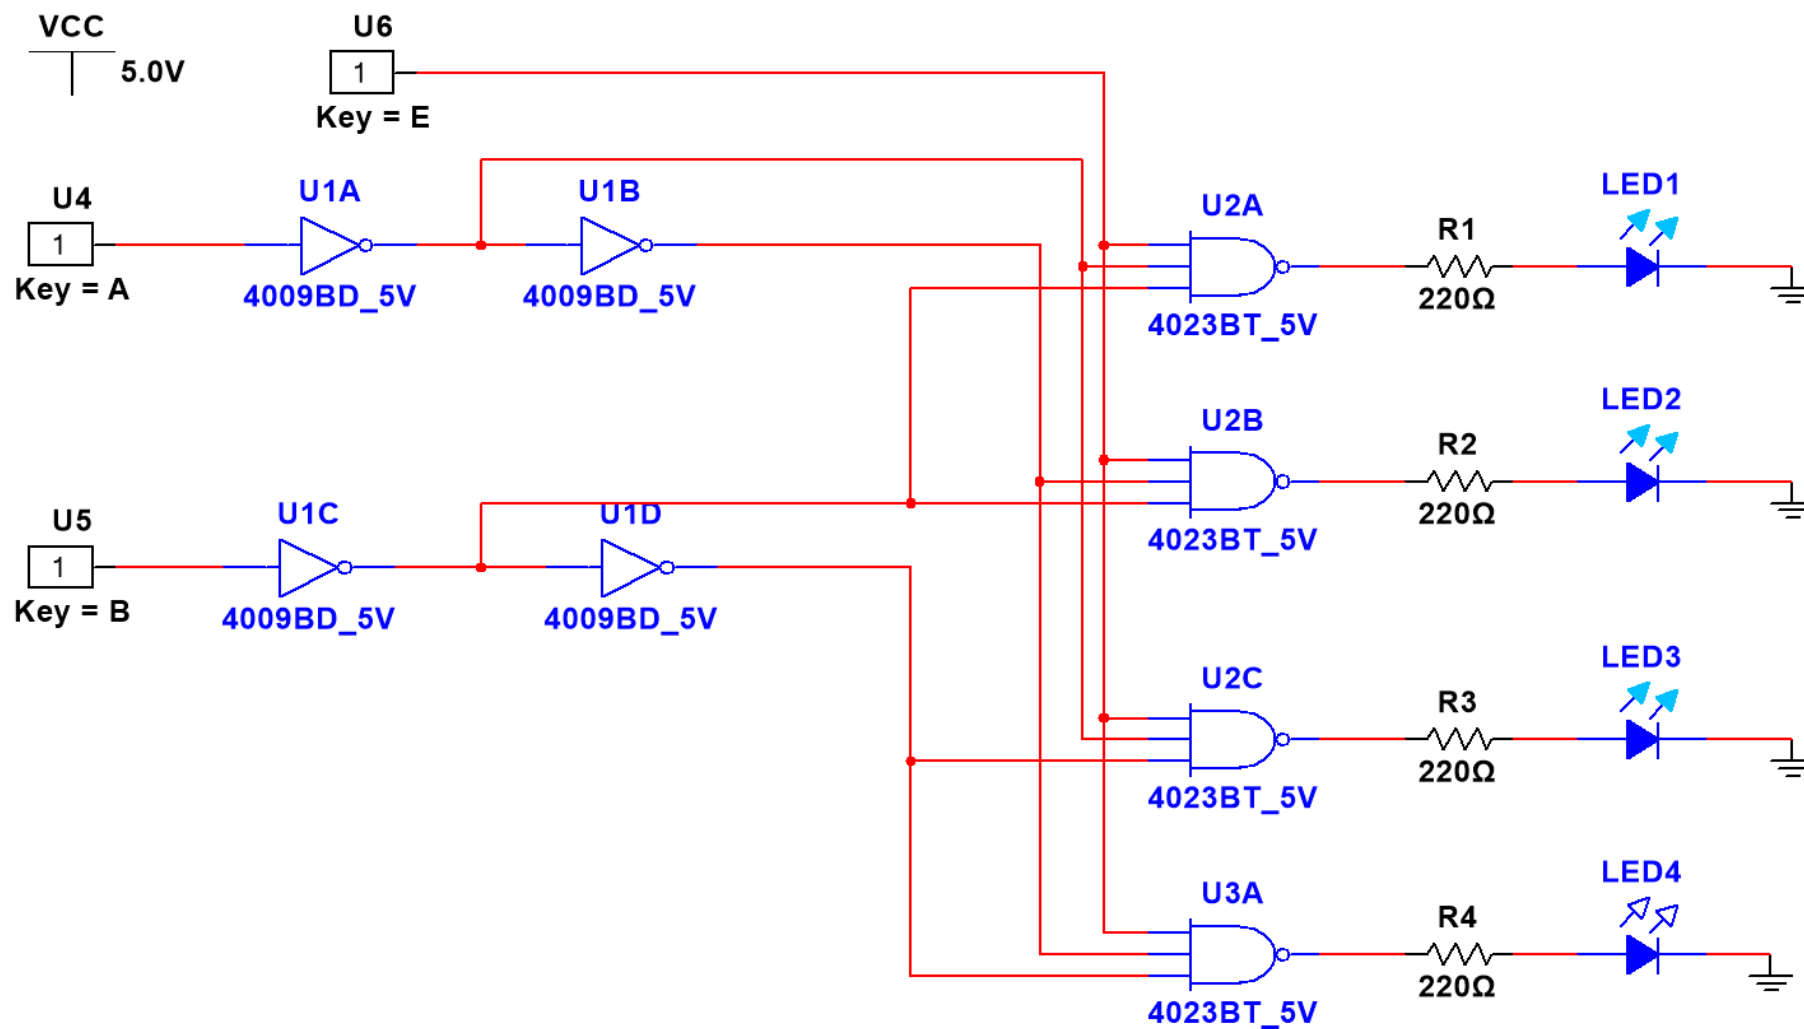 VCC
5.0V
U6
1
Key = E
U4
1
Key = A
U1A
4009BD_5V
U1B
4009BD_5V
U2A
4023BT_5V
R1
220Ω
LED1
U2B
4023BT_5V
R2
220Ω
LED2
U5
1
Key = B
U1C
4009BD_5V
U1D
4009BD_5V
U2C
4023BT_5V
R3
220Ω
LED3
U3A
4023BT_5V
R4
220Ω
LED4